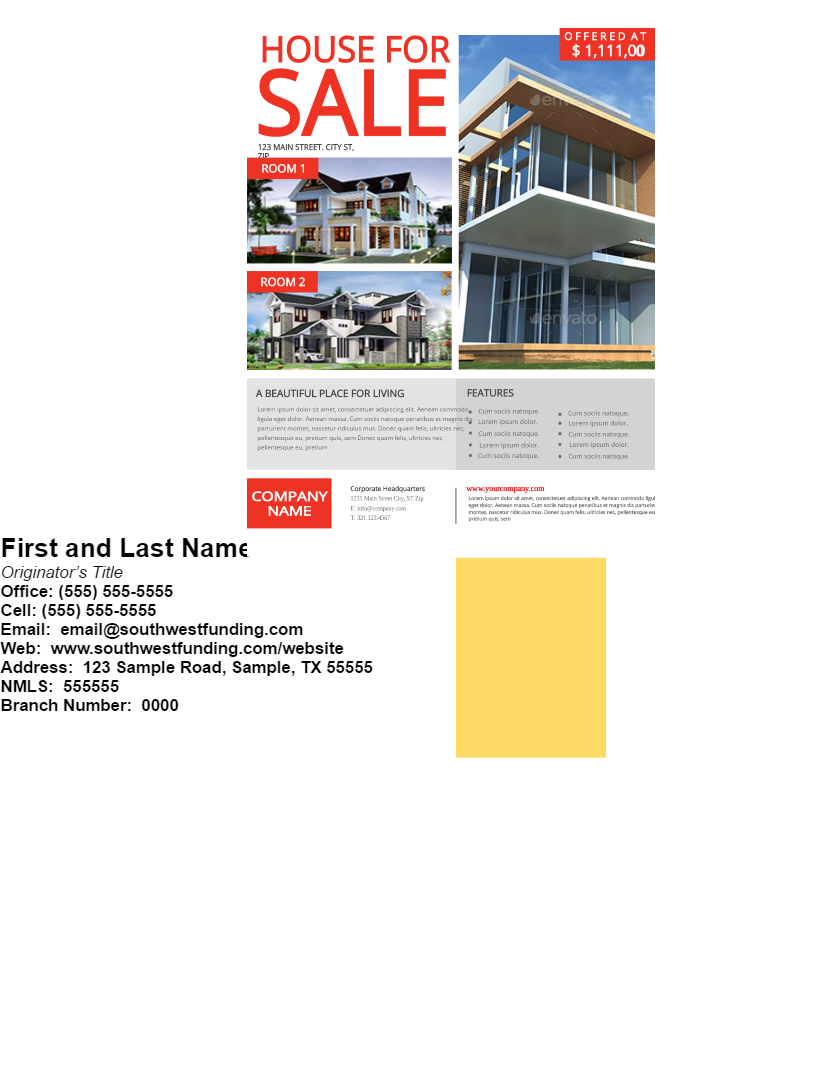 HOUSE FOR
SALE
123 MAIN STREET. CITY ST,
ZIP
OFFERED AT
$ 1,111,00
envato
envato
ROOM 1
ROOM 2
A BEAUTIFUL PLACE FOR LIVING
Lorem ipsum dolor sit amet, consectetuer adipiscing elit. Aenean commodo
ligula eget dolor. Aenean massa. Cum sociis natoque penatibus et magnis dis
parturient montes, nascetur ridiculus mus. Donec quam felis, ultricies nec,
pellentesque eu, pretium quis, sem Donec quam felis, ultricies nec,
pellentesque eu, pretium
FEATURES
Cum sociis natoque.
Lorem ipsum dolor.
Cum sociis natoque.
Lorem ipsum dolor.
Cum sociis natoque.
Cum sociis natoque.
Lorem ipsum dolor.
Cum sociis natoque.
Lorem ipsum dolor.
Cum sociis natoque.
COMPANY
NAME
Corporate Headquarters
1231 Main Street City, ST Zip
E: info@company.com
T: 321.123.4567
www.yourcompany.com
Lorem ipsum dolor sit amet, consectetuer adipiscing elit. Aenean commodo ligul
eget dolor. Aenean massa. Cum sociis natoque penatibus et magnis dis parturie
montes, nascetur ridiculus mus. Donec quam felis, ultricies nec, pellentesque eu
pretium quis, sem
First and Last Name
Originator’s Title
Office: (555) 555-5555
Cell: (555) 555-5555
Email: email@southwestfunding.com
Web: www.southwestfunding.com/website
Address: 123 Sample Road, Sample, TX 55555
NMLS: 555555
Branch Number: 0000